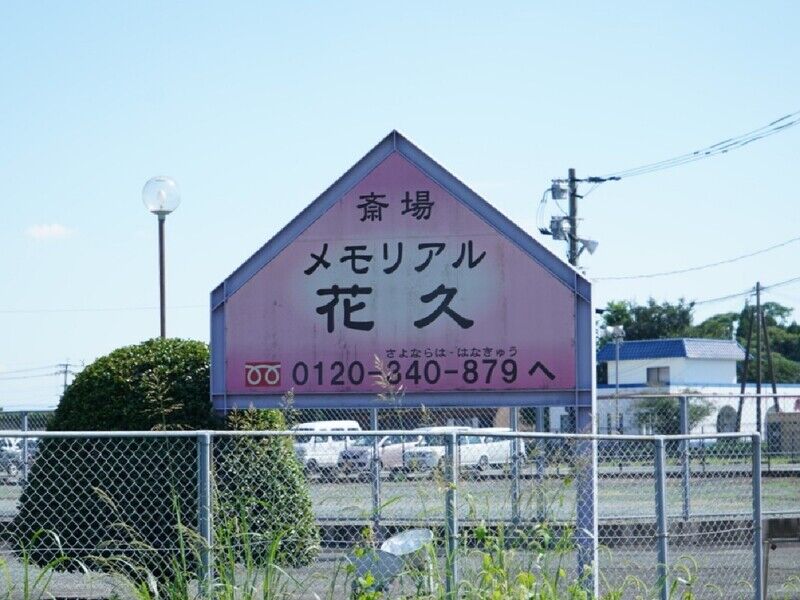 斎場
メモリアル
花久
さよならは-はなきゅう
0120-340-879へ